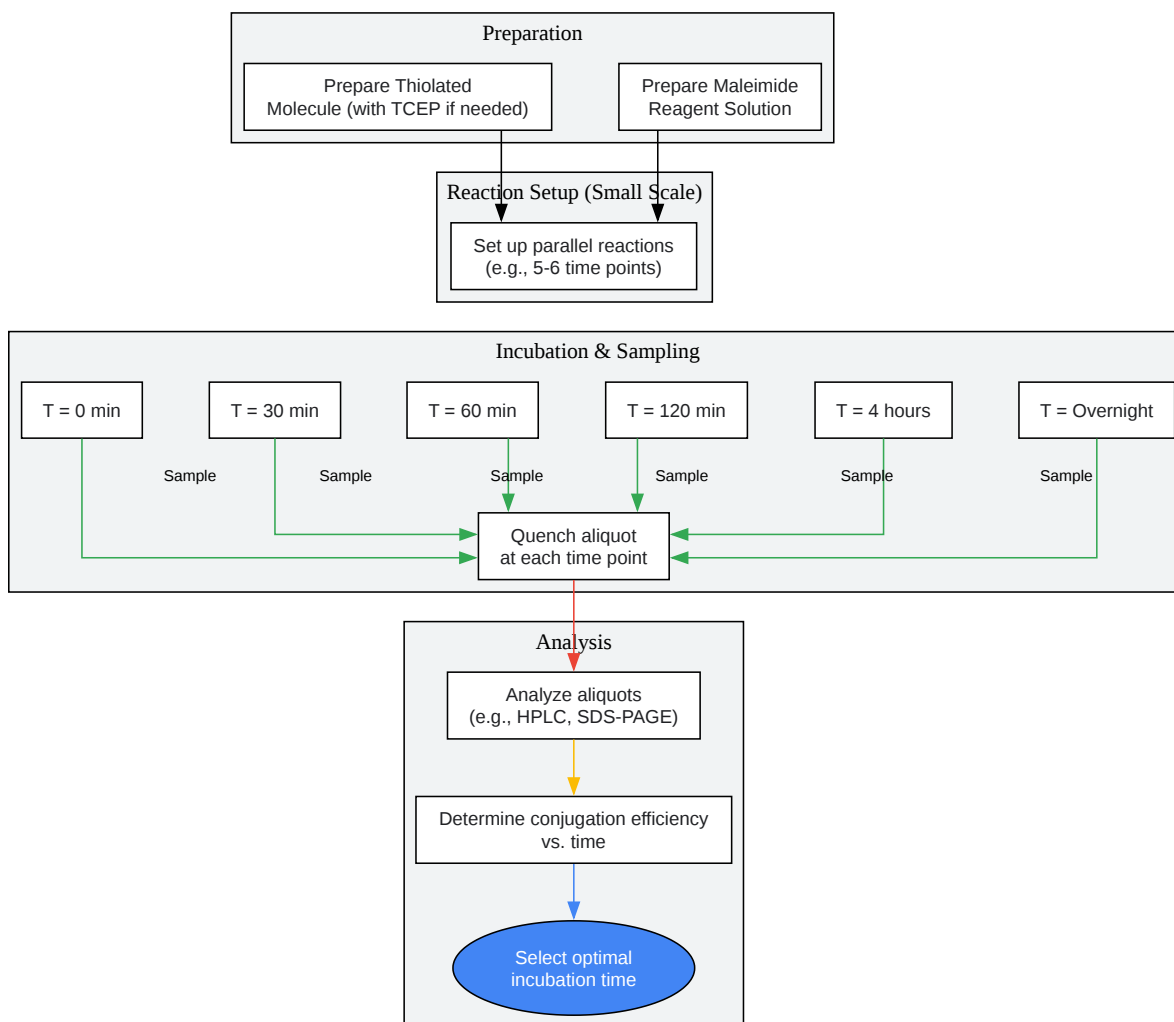 Preparation
Prepare Thiolated
Molecule (with TCEP if needed)
Prepare Maleimide
Reagent Solution
Reaction Setup (Small Scale)
Set up parallel reactions
(e.g., 5-6 time points)
Incubation & Sampling
T = 0 min
T = 30 min
T = 60 min
T = 120 min
T = 4 hours
T = Overnight
Sample
Sample
Sample
Sample
Sample
Sample
Quench aliquot
at each time point
Analysis
Analyze aliquots
(e.g., HPLC, SDS-PAGE)
Determine conjugation efficiency
vs. time
Select optimal
incubation time